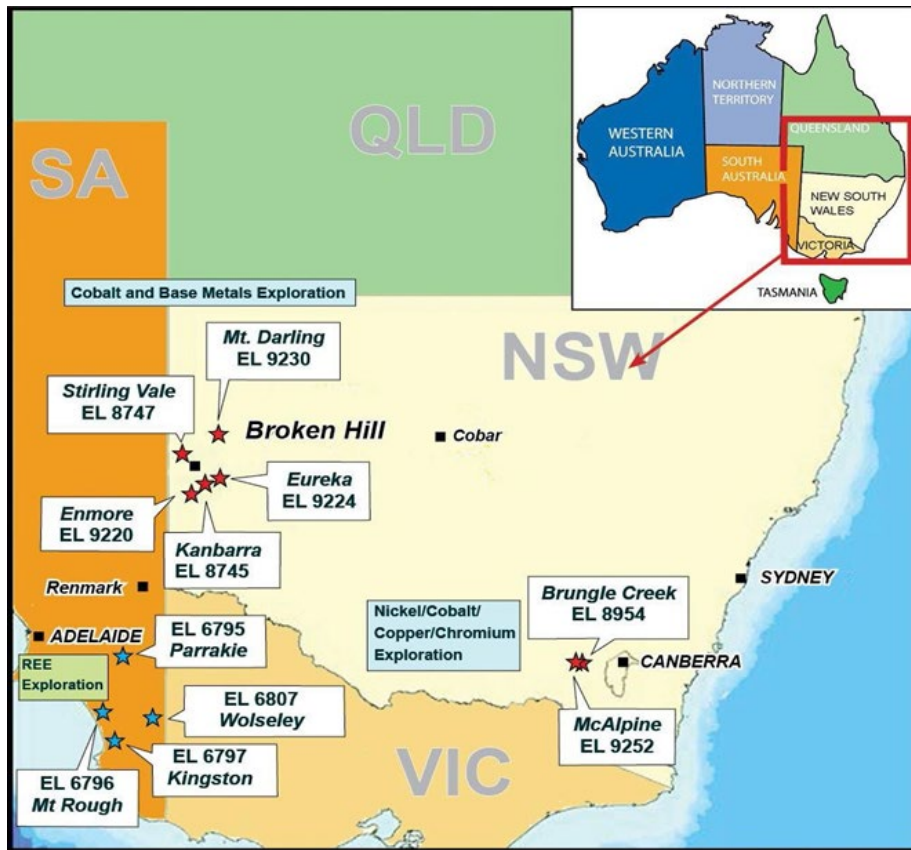 NORTHERN
TERRITORY
QUEENSLAND
WESTERN
AUSTRALIA
SOUTH
AUSTRALIA
NEW SOUTH
WALES
VICTORIA
TASMANIA
QLD
SA
Cobalt and Base Metals Exploration
NSW
Mt. Darling
EL 9230
Stirling Vale
EL 8747
Broken Hill
Cobar
Eureka
EL 9224
Enmore
EL 9220
Kanbarra
EL 8745
Renmark
SYDNEY
Brungle Creek
EL 8954
Nickel/Cobalt/
Copper/Chromium
Exploration
ADELAIDE
EL 6795
Parrakie
CANBERRA
REE
Exploration
EL 6807
Wolseley
McAlpine
EL 9252
EL 6797
Kingston
EL 6796
Mt Rough
VIC